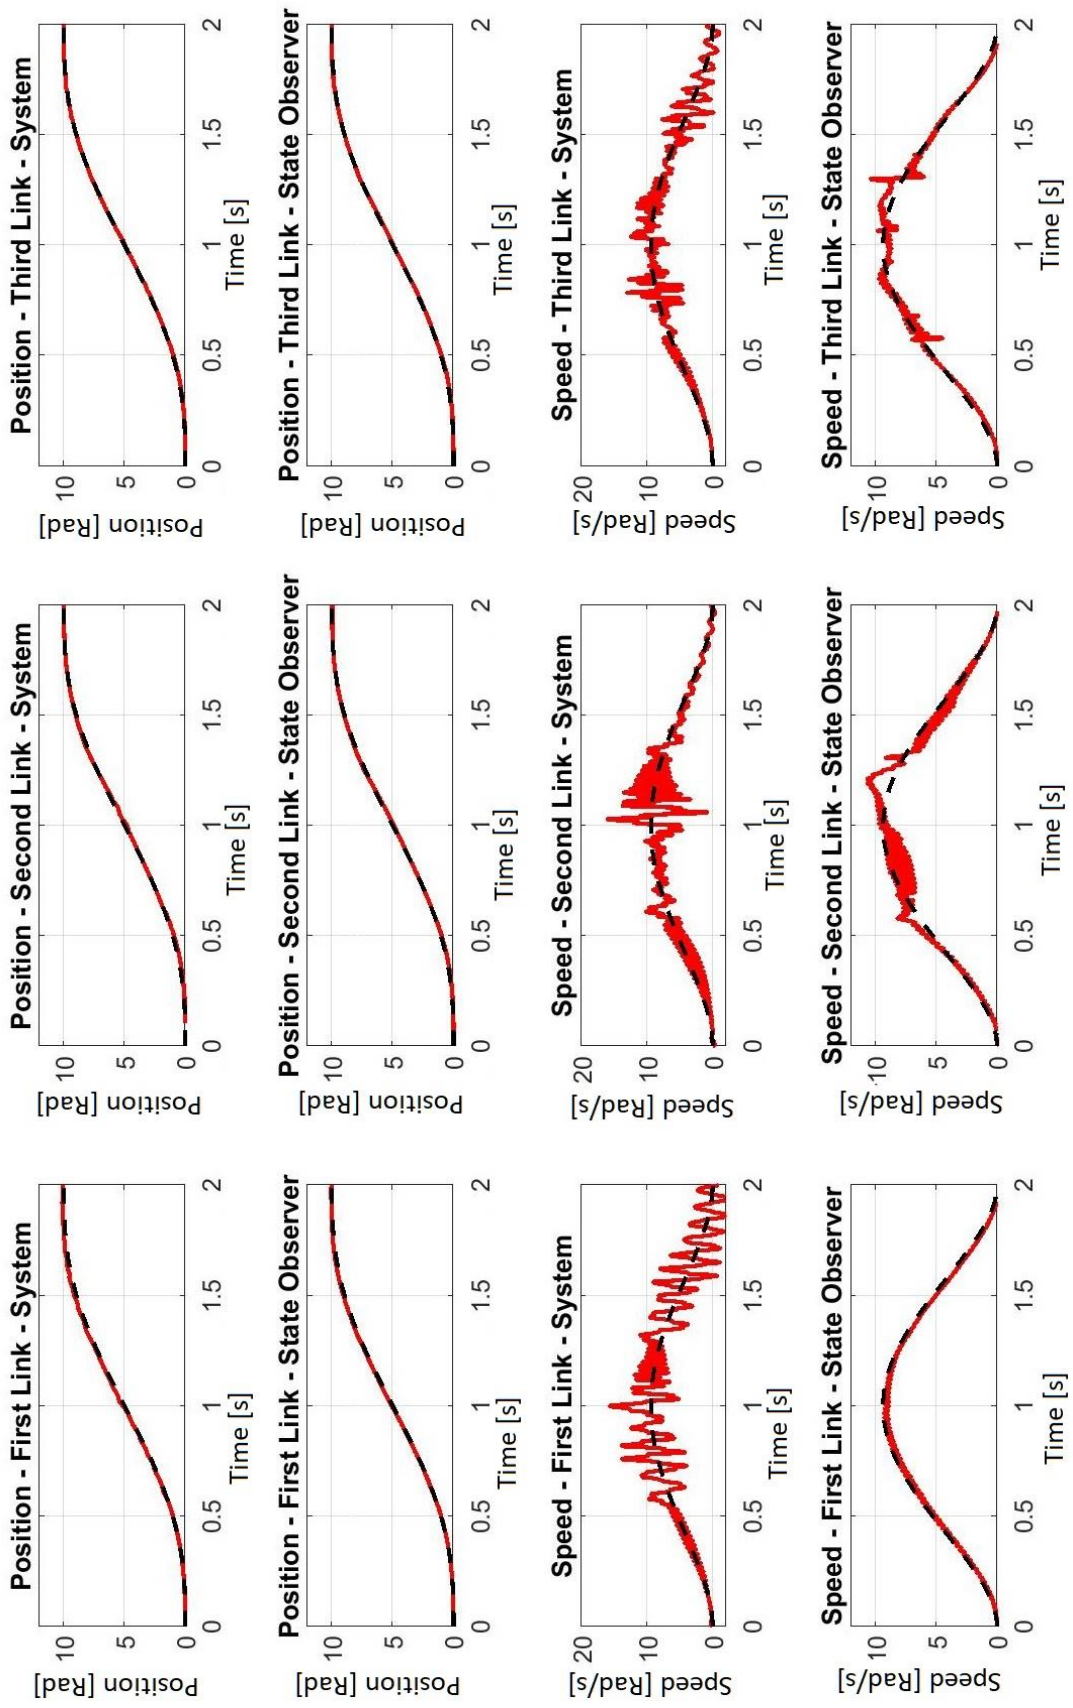 Position - First Link - System
Position [Rad]
10
5
0
0 0.5 1 1.5 2
Time [s]
Position - Second Link - System
Position [Rad]
10
5
0
0 0.5 1 1.5 2
Time [s]
Position - Third Link - System
Position [Rad]
10
5
0
0 0.5 1 1.5 2
Time [s]
Position - First Link - State Observer
Position [Rad]
10
5
0
0 0.5 1 1.5 2
Time [s]
Position - Second Link - State Observer
Position [Rad]
10
5
0
0 0.5 1 1.5 2
Time [s]
Position - Third Link - State Observer
Position [Rad]
10
5
0
0 0.5 1 1.5 2
Time [s]
Speed - First Link - System
Speed [Rad/s]
20
10
0
0 0.5 1 1.5 2
Time [s]
Speed - Second Link - System
Speed [Rad/s]
20
10
0
0 0.5 1 1.5 2
Time [s]
Speed - Third Link - System
Speed [Rad/s]
20
10
0
0 0.5 1 1.5 2
Time [s]
Speed - First Link - State Observer
Speed [Rad/s]
10
5
0
0 0.5 1 1.5 2
Time [s]
Speed - Second Link - State Observer
Speed [Rad/s]
10
5
0
0 0.5 1 1.5 2
Time [s]
Speed - Third Link - State Observer
Speed [Rad/s]
10
5
0
0 0.5 1 1.5 2
Time [s]